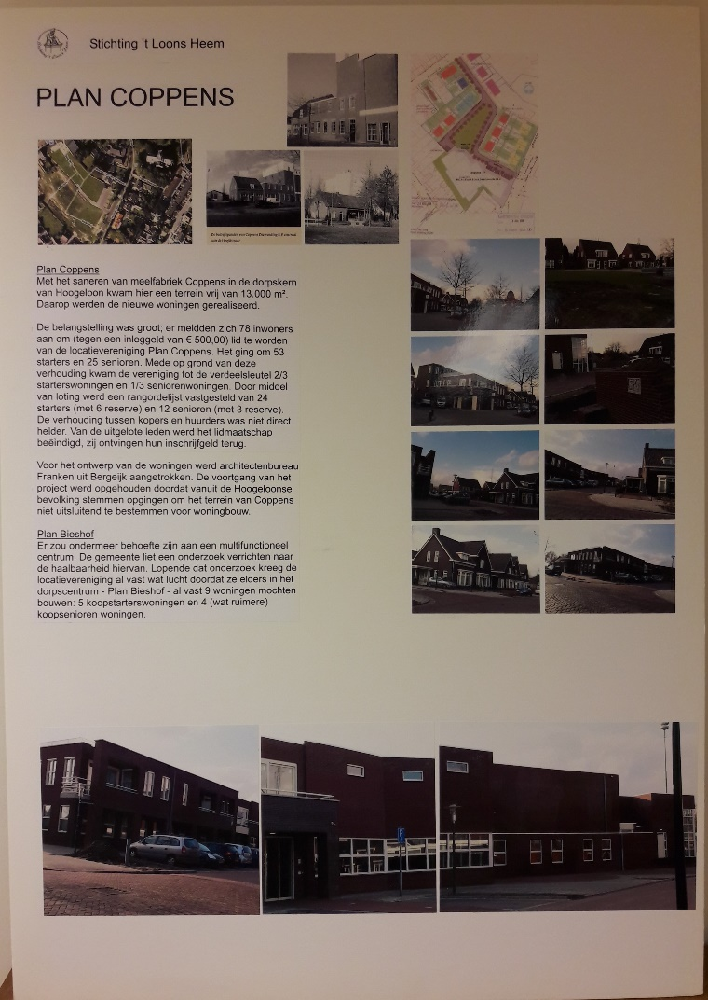 Stichting 't Loons Heem
PLAN COPPENS
Plan Coppens
Met het saneren van meelfabriek Coppens in de dorpskern
van Hoogeloon kwam hier een terrein vrij van 13.000 m².
Daarop werden de nieuwe woningen gerealiseerd.
De belangstelling was groot; er meldden zich 78 inwoners
aan om (tegen een inleggeld van € 500,00) lid te worden
van de locatievereniging Plan Coppens. Het ging om 53
starters en 25 senioren. Mede op grond van deze
verhouding kwam de vereniging tot de verdeelsleutel 2/3
starterswoningen en 1/3 seniorenwoningen. Door middel
van loting werd een rangordelijst vastgesteld van 24
starters (met 6 reserve) en 12 senioren (met 3 reserve).
De verhouding tussen kopers en huurders was niet direct
helder. Van de uitgelote leden werd het lidmaatschap
beëindigd, zij ontvingen hun inschrijfgeld terug.
Voor het ontwerp van de woningen werd architectenbureau
Franken uit Bergeijk aangetrokken. De voortgang van het
project werd opgehouden doordat vanuit de Hoogeloonse
bevolking stemmen opgingen om het terrein van Coppens
niet uitsluitend te bestemmen voor woningbouw.
Plan Bieshof
Er zou ondermeer behoefte zijn aan een multifunctioneel
centrum. De gemeente liet een onderzoek verrichten naar
de haalbaarheid hiervan. Lopende dat onderzoek kreeg de
locatievereniging al vast wat lucht doordat ze elders in het
dorpscentrum - Plan Bieshof - al vast 9 woningen mochten
bouwen: 5 koopstarterswoningen en 4 (wat ruimere)
koopsenioren woningen.
P